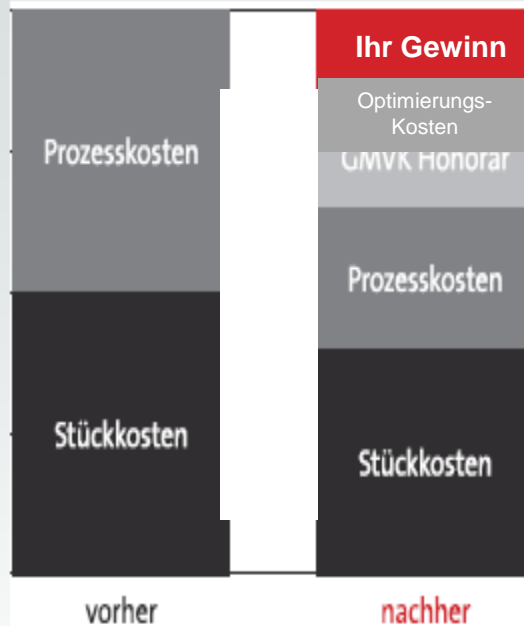 Prozesskosten
Stückkosten
vorher
Ihr Gewinn
Optimierungs-
Kosten
GMVK Honorar
Prozesskosten
Stückkosten
nachher